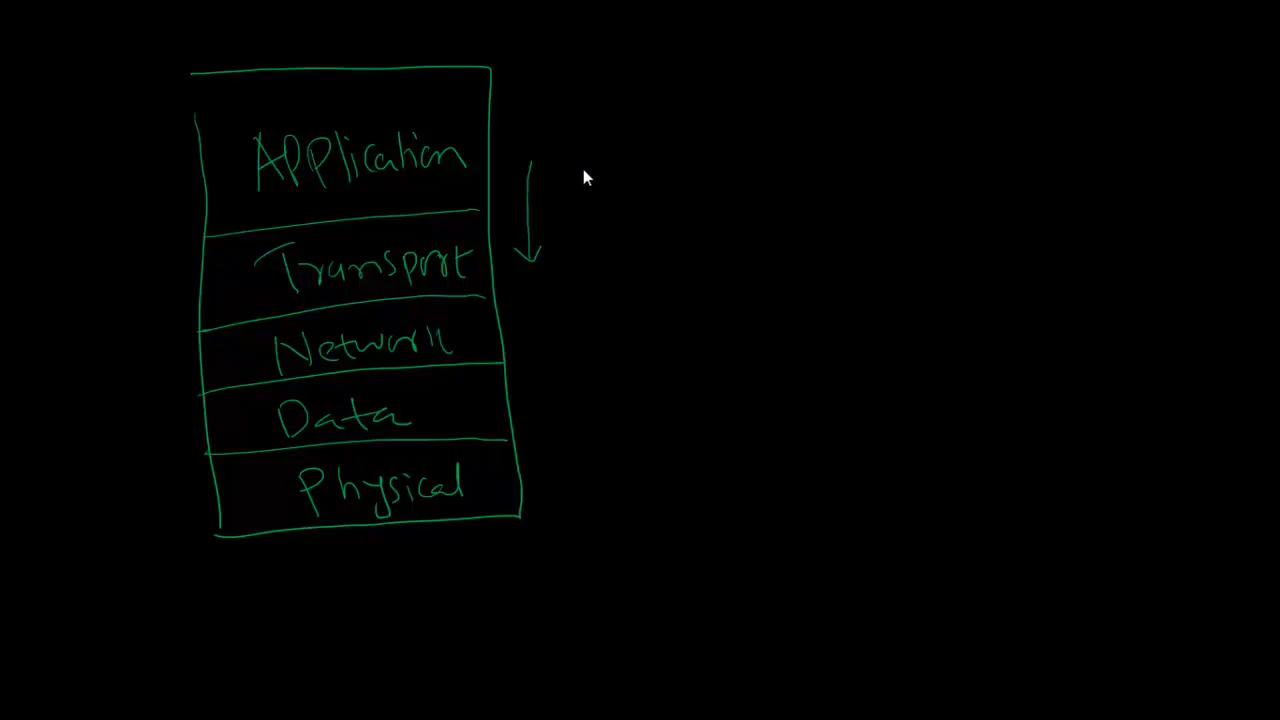 Application
Transport
Network
Data
Physical